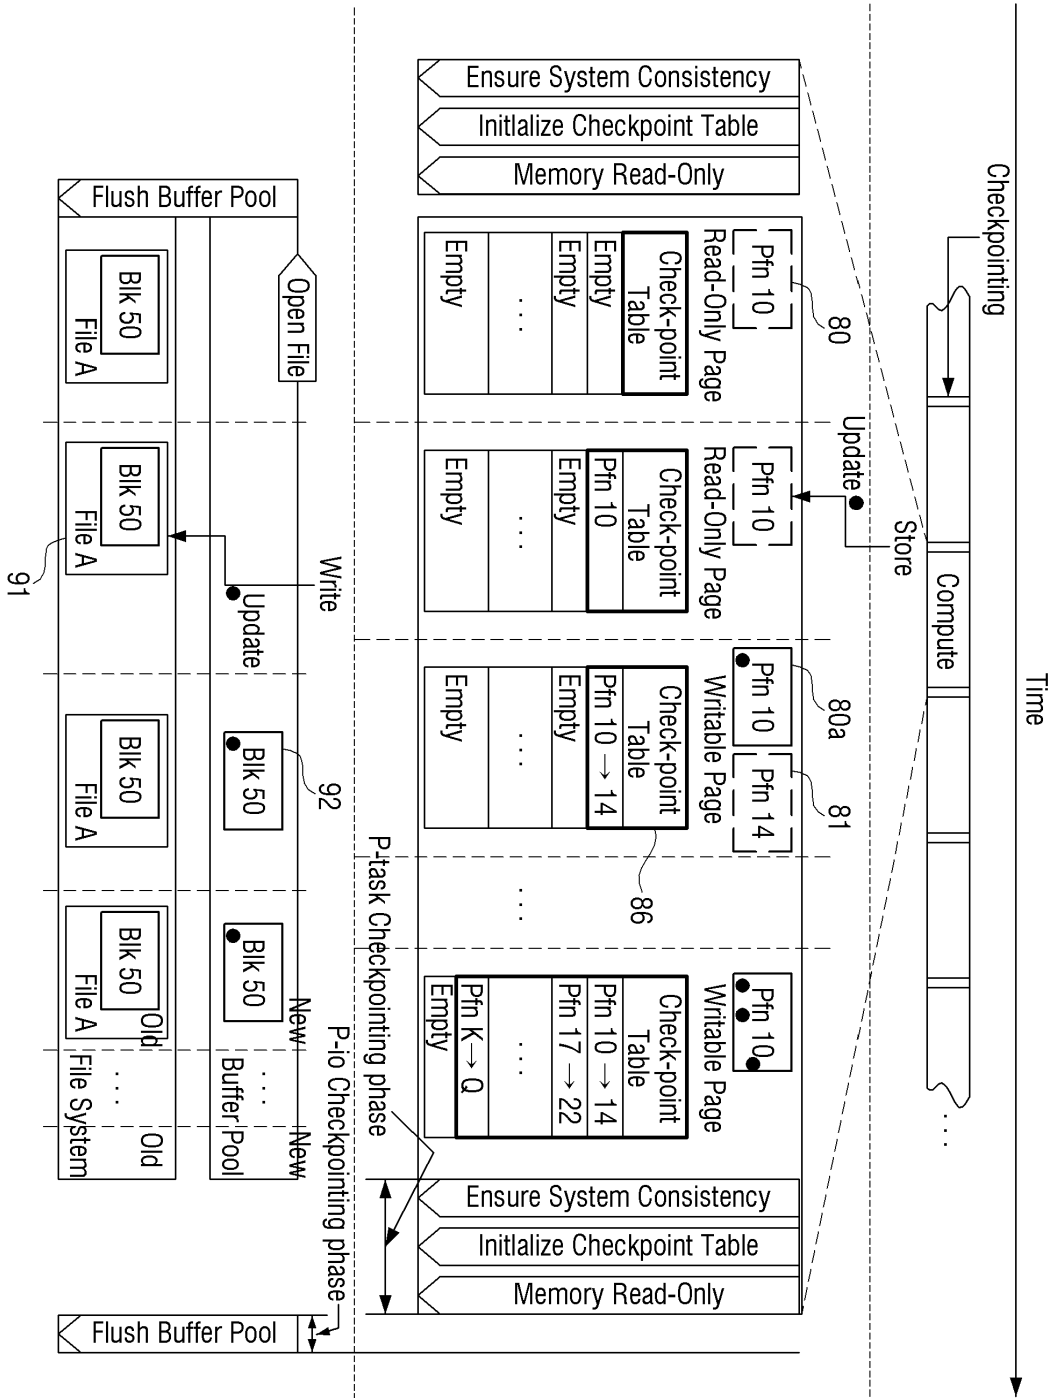 Time
Checkpointing
Compute
. . . .
Update
Store
Ensure System Consistency
Initlalize Checkpoint Table
Memory Read-Only
Pfn 10
80
Read-Only Page
Check-point
Table
Empty
Empty
. . .
Empty
Pfn 10
Read-Only Page
Check-point
Table
Pfn 10
Empty
. . .
Empty
80a
81
Pfn 10
Pfn 14
Writable Page
Check-point
Table
Pfn 10 → 14
Empty
. . .
Empty
86
. . .
Pfn 10
Writable Page
Check-point
Table
Pfn 10 → 14
Pfn 17 → 22
. . .
Pfn K → Q
Empty
Ensure System Consistency
Initlalize Checkpoint Table
Memory Read-Only
P-task Checkpointing phase
P-io Checkpointing phase
Flush Buffer Pool
Open File
Write
Update
92
Blk 50
Blk 50
New
. . .
Buffer Pool
New
Blk 50
File A
Blk 50
File A
91
Blk 50
File A
Blk 50
File A
Old
. . .
File System
Old
Flush Buffer Pool